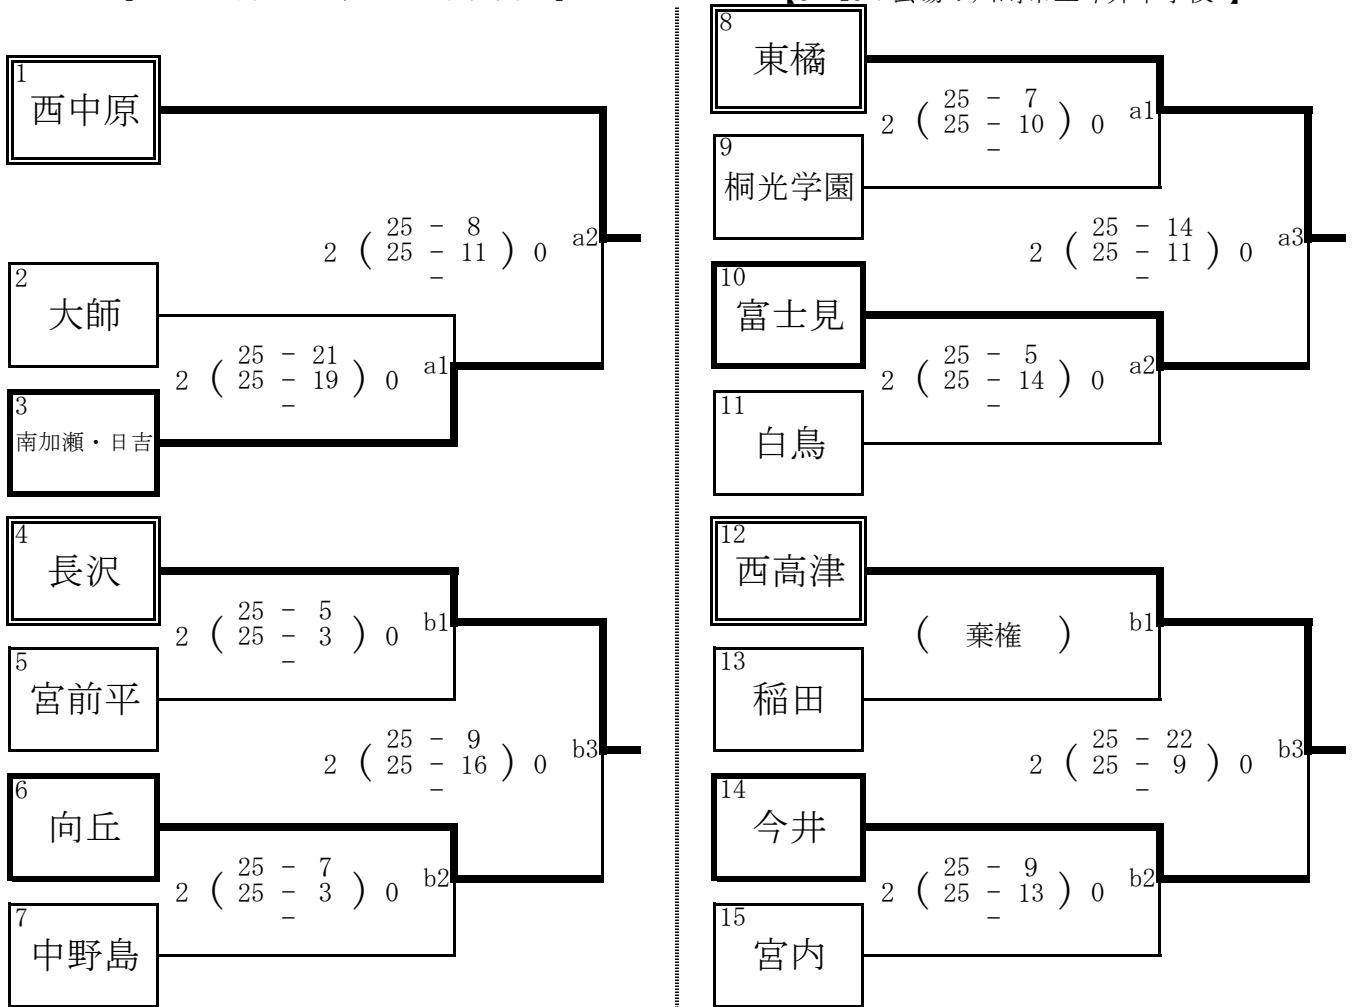 1
西中原
2 ( 25 - 8
25 - 11 ) 0 a2
-
2
大師
2 ( 25 - 21
25 - 19 ) 0 a1
-
3
南加瀬・日吉
4
長沢
2 ( 25 - 5
25 - 3 ) 0 b1
-
5
宮前平
2 ( 25 - 9
25 - 16 ) 0 b3
-
6
向丘
2 ( 25 - 7
25 - 3 ) 0 b2
-
7
中野島
8
東橘
2 ( 25 - 7
25 - 10 ) 0 a1
-
9
桐光学園
2 ( 25 - 14
25 - 11 ) 0 a3
-
10
富士見
2 ( 25 - 5
25 - 14 ) 0 a2
-
11
白鳥
12
西高津
( 棄権 ) b1
13
稲田
2 ( 25 - 22
25 - 9 ) 0 b3
-
14
今井
2 ( 25 - 9
25 - 13 ) 0 b2
-
15
宮内